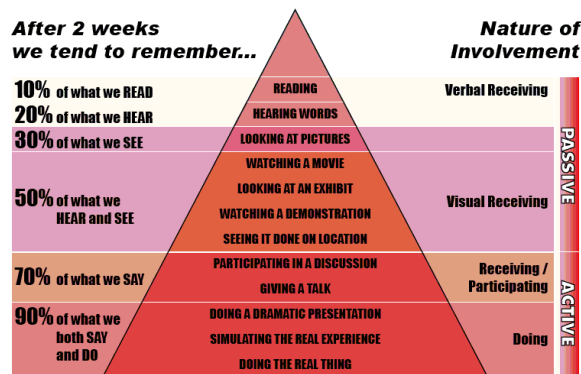 After 2 weeks
we tend to remember...
Nature of
Involvement
10% of what we READ
READING
Verbal Receiving
20% of what we HEAR
HEARING WORDS
30% of what we SEE
LOOKING AT PICTURES
PASSIVE
WATCHING A MOVIE
50% of what we
HEAR and SEE
LOOKING AT AN EXHIBIT
Visual Receiving
WATCHING A DEMONSTRATION
SEEING IT DONE ON LOCATION
70% of what we SAY
PARTICIPATING IN A DISCUSSION
GIVING A TALK
Receiving /
Participating
ACTIVE
90% of what we
both SAY
and DO
DOING A DRAMATIC PRESENTATION
SIMULATING THE REAL EXPERIENCE
DOING THE REAL THING
Doing